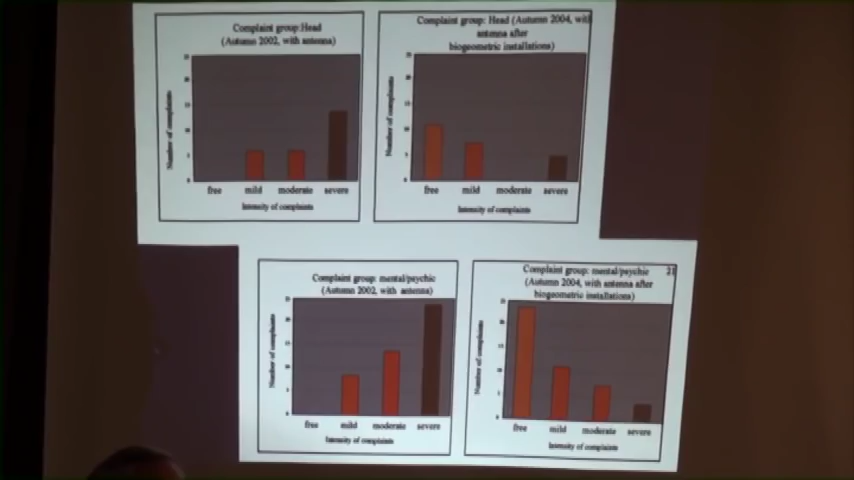 Complaint group:Head
(Autumn 2002, with antenna)
Number of complaints
free mild moderate severe
Intensity of complaints
Complaint group: Head (Autumn 2004, with
antenna after
biogeometric installations)
Number of complaints
free mild moderate severe
Intensity of complaints
Complaint group: mental/psychic
(Autumn 2002, with antenna)
Number of complaints
free mild moderate severe
Intensity of complaints
Complaint group: mental/psychic
(Autumn 2004, with antenna after
biogeometric installations)
Number of complaints
free mild moderate severe
Intensity of complaints